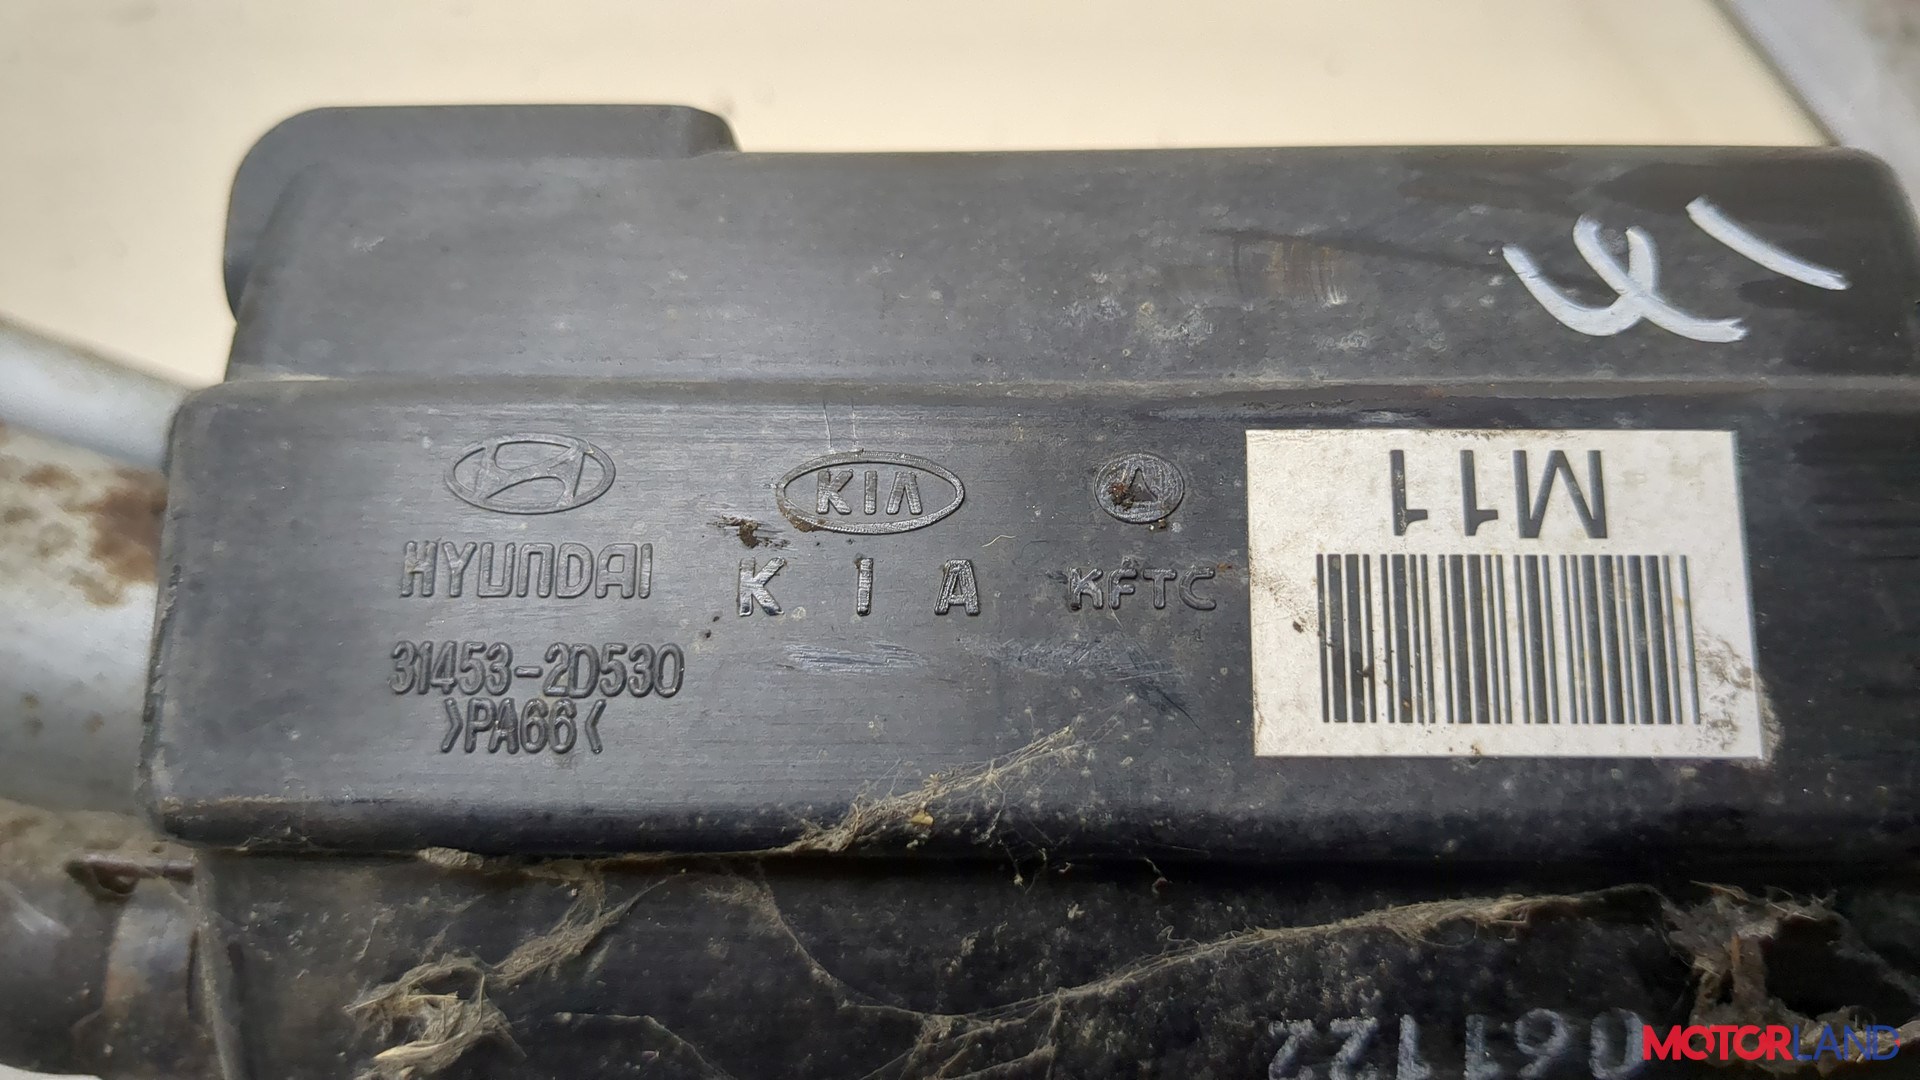 KIA
HYUNDAI
K I A
KFTC
31453-2D530
>PA66<
M11
MOTORLAND